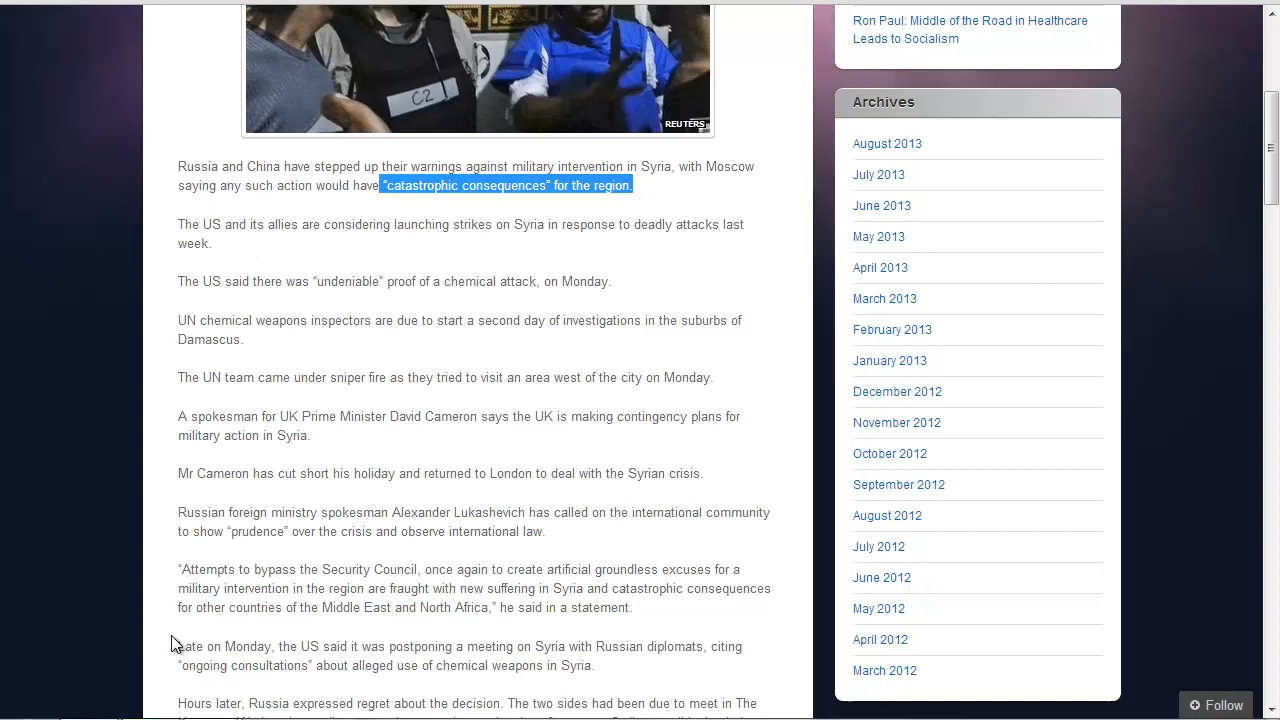 Ron Paul: Middle of the Road in Healthcare
Leads to Socialism
C2
REUTERS
Russia and China have stepped up their warnings against military intervention in Syria, with Moscow
saying any such action would have “catastrophic consequences” for the region.
The US and its allies are considering launching strikes on Syria in response to deadly attacks last
week.
The US said there was “undeniable” proof of a chemical attack, on Monday.
UN chemical weapons inspectors are due to start a second day of investigations in the suburbs of
Damascus.
The UN team came under sniper fire as they tried to visit an area west of the city on Monday.
A spokesman for UK Prime Minister David Cameron says the UK is making contingency plans for
military action in Syria.
Mr Cameron has cut short his holiday and returned to London to deal with the Syrian crisis.
Russian foreign ministry spokesman Alexander Lukashevich has called on the international community
to show “prudence” over the crisis and observe international law.
“Attempts to bypass the Security Council, once again to create artificial groundless excuses for a
military intervention in the region are fraught with new suffering in Syria and catastrophic consequences
for other countries of the Middle East and North Africa,” he said in a statement.
Late on Monday, the US said it was postponing a meeting on Syria with Russian diplomats, citing
“ongoing consultations” about alleged use of chemical weapons in Syria.
Hours later, Russia expressed regret about the decision. The two sides had been due to meet in The
Archives
August 2013
July 2013
June 2013
May 2013
April 2013
March 2013
February 2013
January 2013
December 2012
November 2012
October 2012
September 2012
August 2012
July 2012
June 2012
May 2012
April 2012
March 2012
Follow